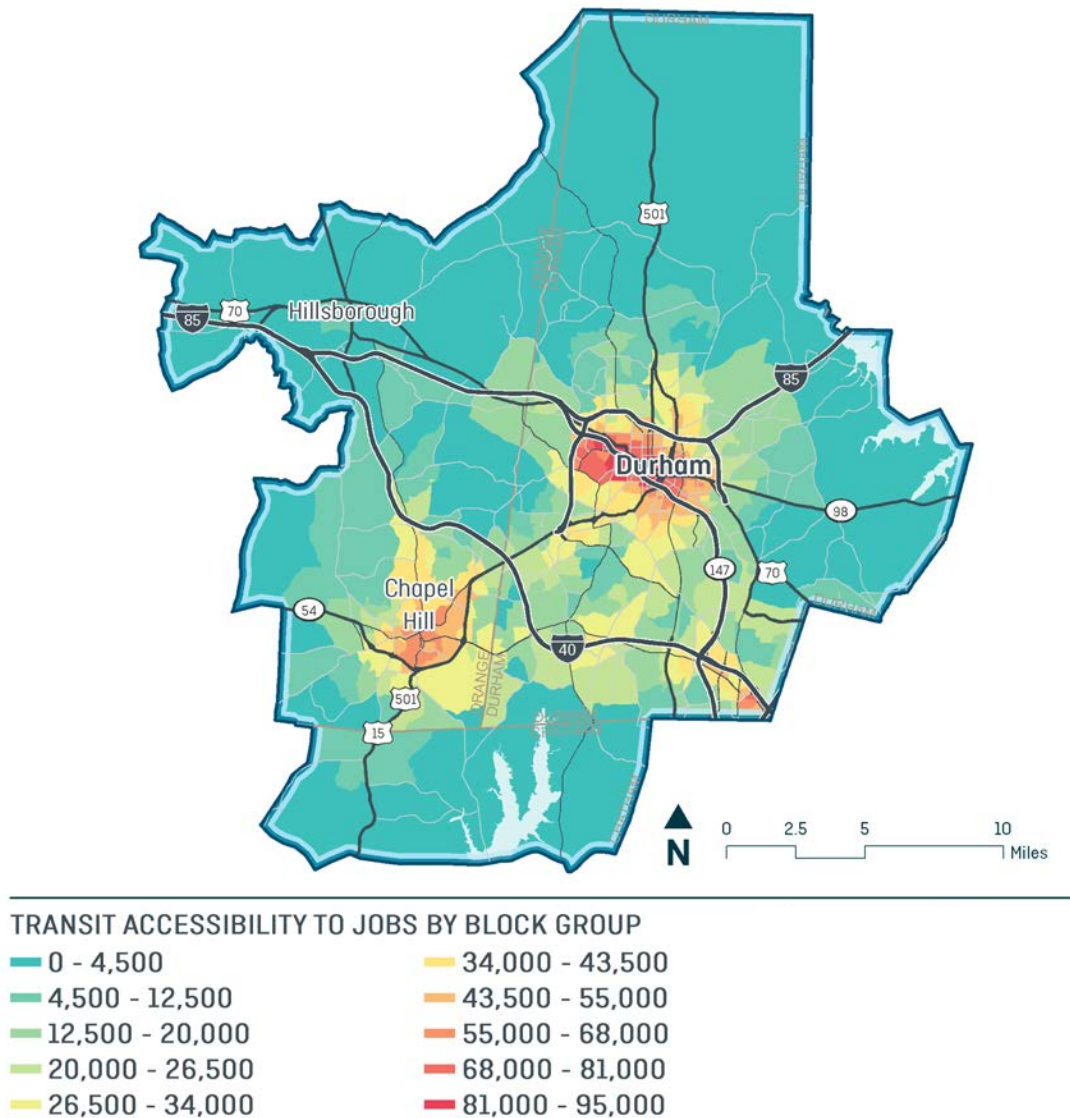 DURHAM
501
ORANGE
70
Hillsborough
85
85
Durham
98
147
70
Chapel
Hill
54
40
ORANGE
DURHAM
501
15
N
0 2.5 5 10
Miles
TRANSIT ACCESSIBILITY TO JOBS BY BLOCK GROUP
0 - 4,500
4,500 - 12,500
12,500 - 20,000
20,000 - 26,500
26,500 - 34,000
34,000 - 43,500
43,500 - 55,000
55,000 - 68,000
68,000 - 81,000
81,000 - 95,000